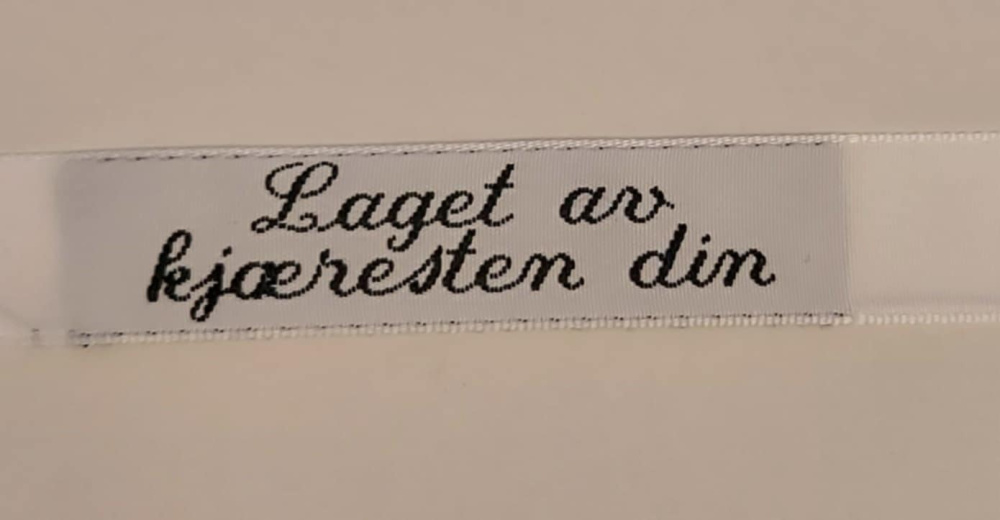 Laget av
kjæresten din